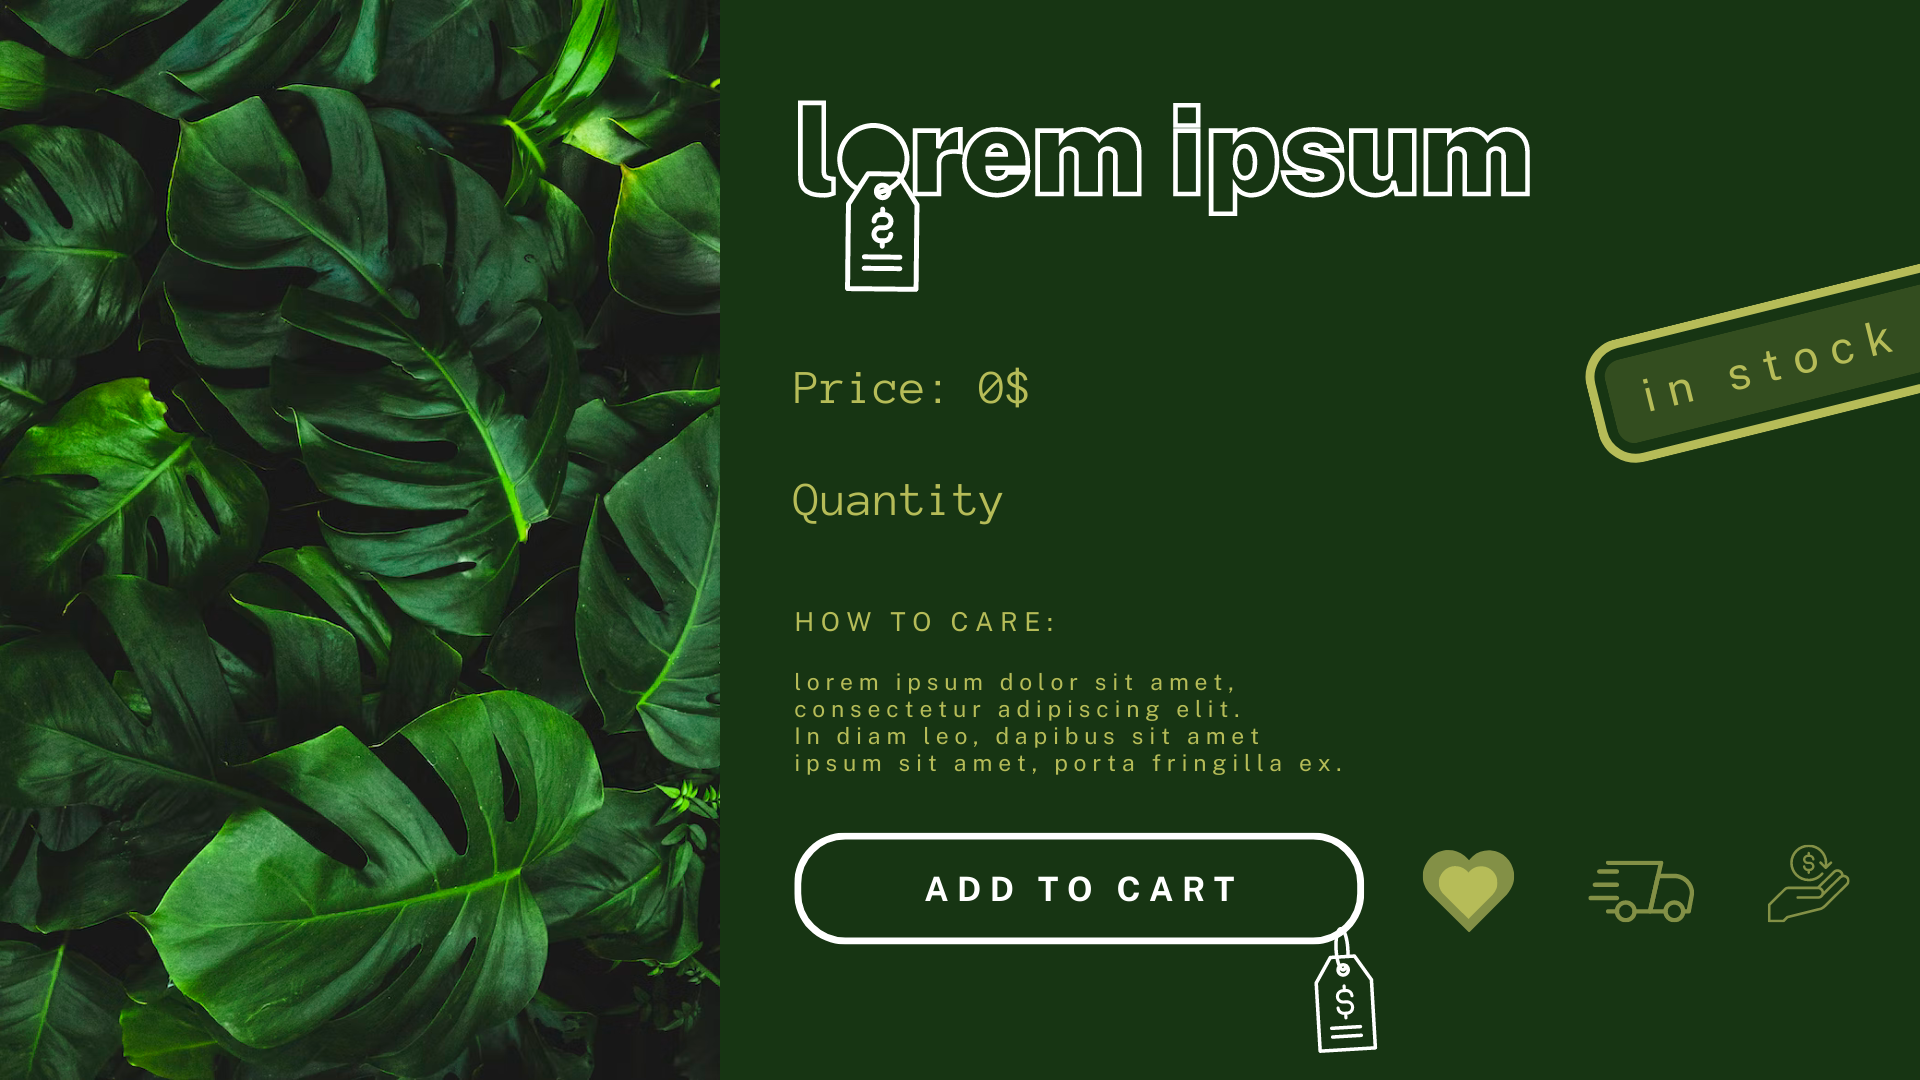 lorem ipsum
$
in stock
Price: 0$
Quantity
HOW TO CARE:
lorem ipsum dolor sit amet,
consectetur adipiscing elit.
In diam leo, dapibus sit amet
ipsum sit amet, porta fringilla ex.
ADD TO CART
$
$